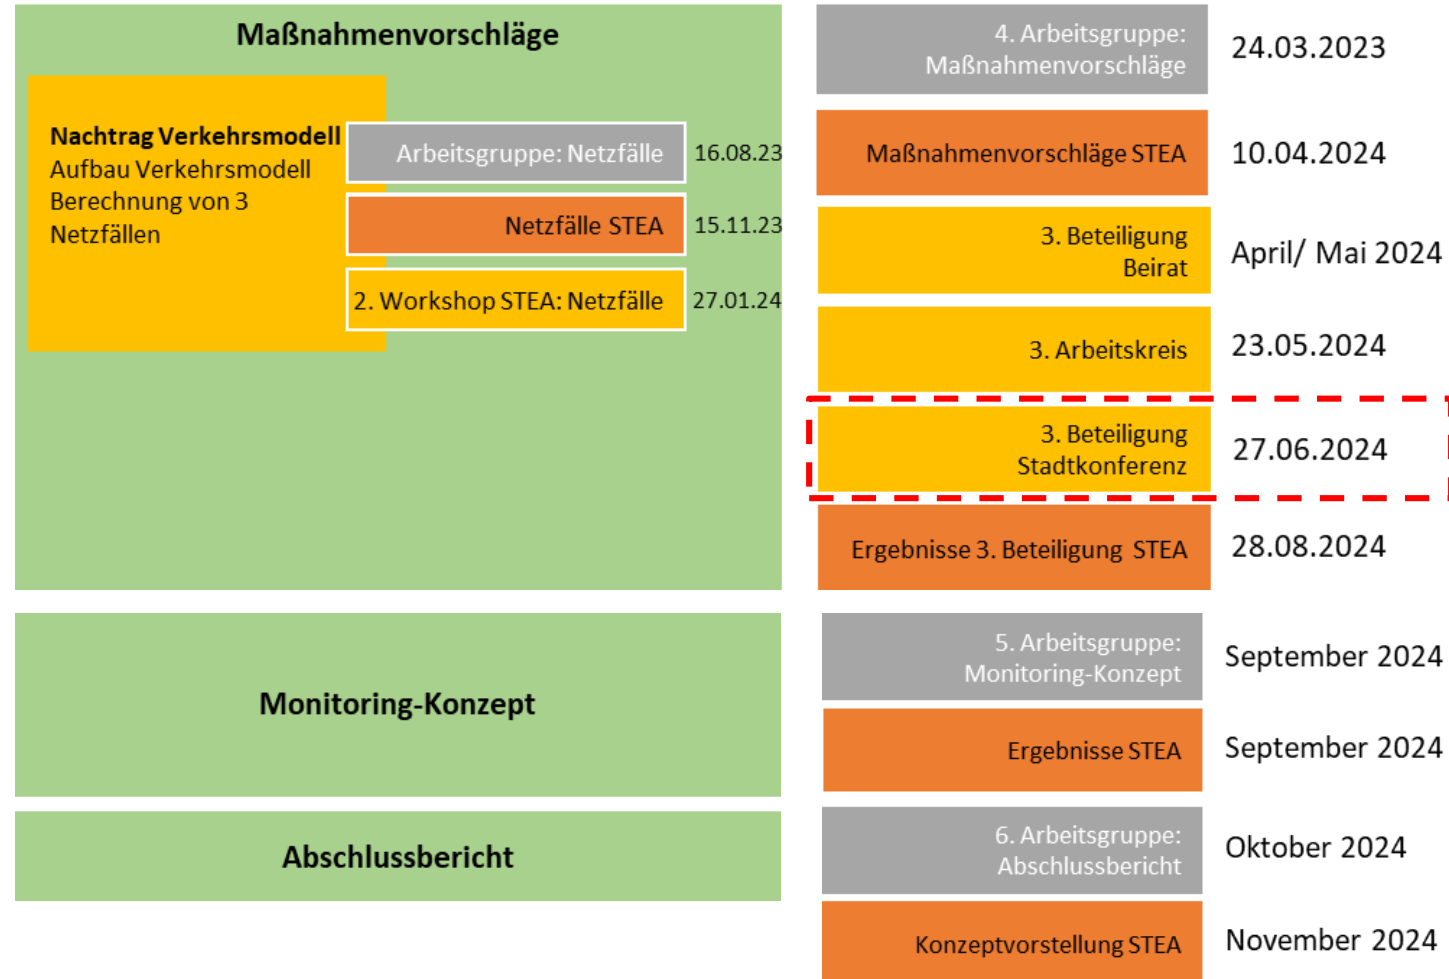 Maßnahmenvorschläge
Nachtrag Verkehrsmodell
Aufbau Verkehrsmodell
Berechnung von 3
Netzfällen
Arbeitsgruppe: Netzfälle
16.08.23
Netzfälle STEA
15.11.23
2. Workshop STEA: Netzfälle
27.01.24
4. Arbeitsgruppe:
Maßnahmenvorschläge
24.03.2023
Maßnahmenvorschläge STEA
10.04.2024
3. Beteiligung
Beirat
April/ Mai 2024
3. Arbeitskreis
23.05.2024
3. Beteiligung
Stadtkonferenz
27.06.2024
Ergebnisse 3. Beteiligung STEA
28.08.2024
Monitoring-Konzept
5. Arbeitsgruppe:
Monitoring-Konzept
September 2024
Ergebnisse STEA
September 2024
Abschlussbericht
6. Arbeitsgruppe:
Abschlussbericht
Oktober 2024
Konzeptvorstellung STEA
November 2024